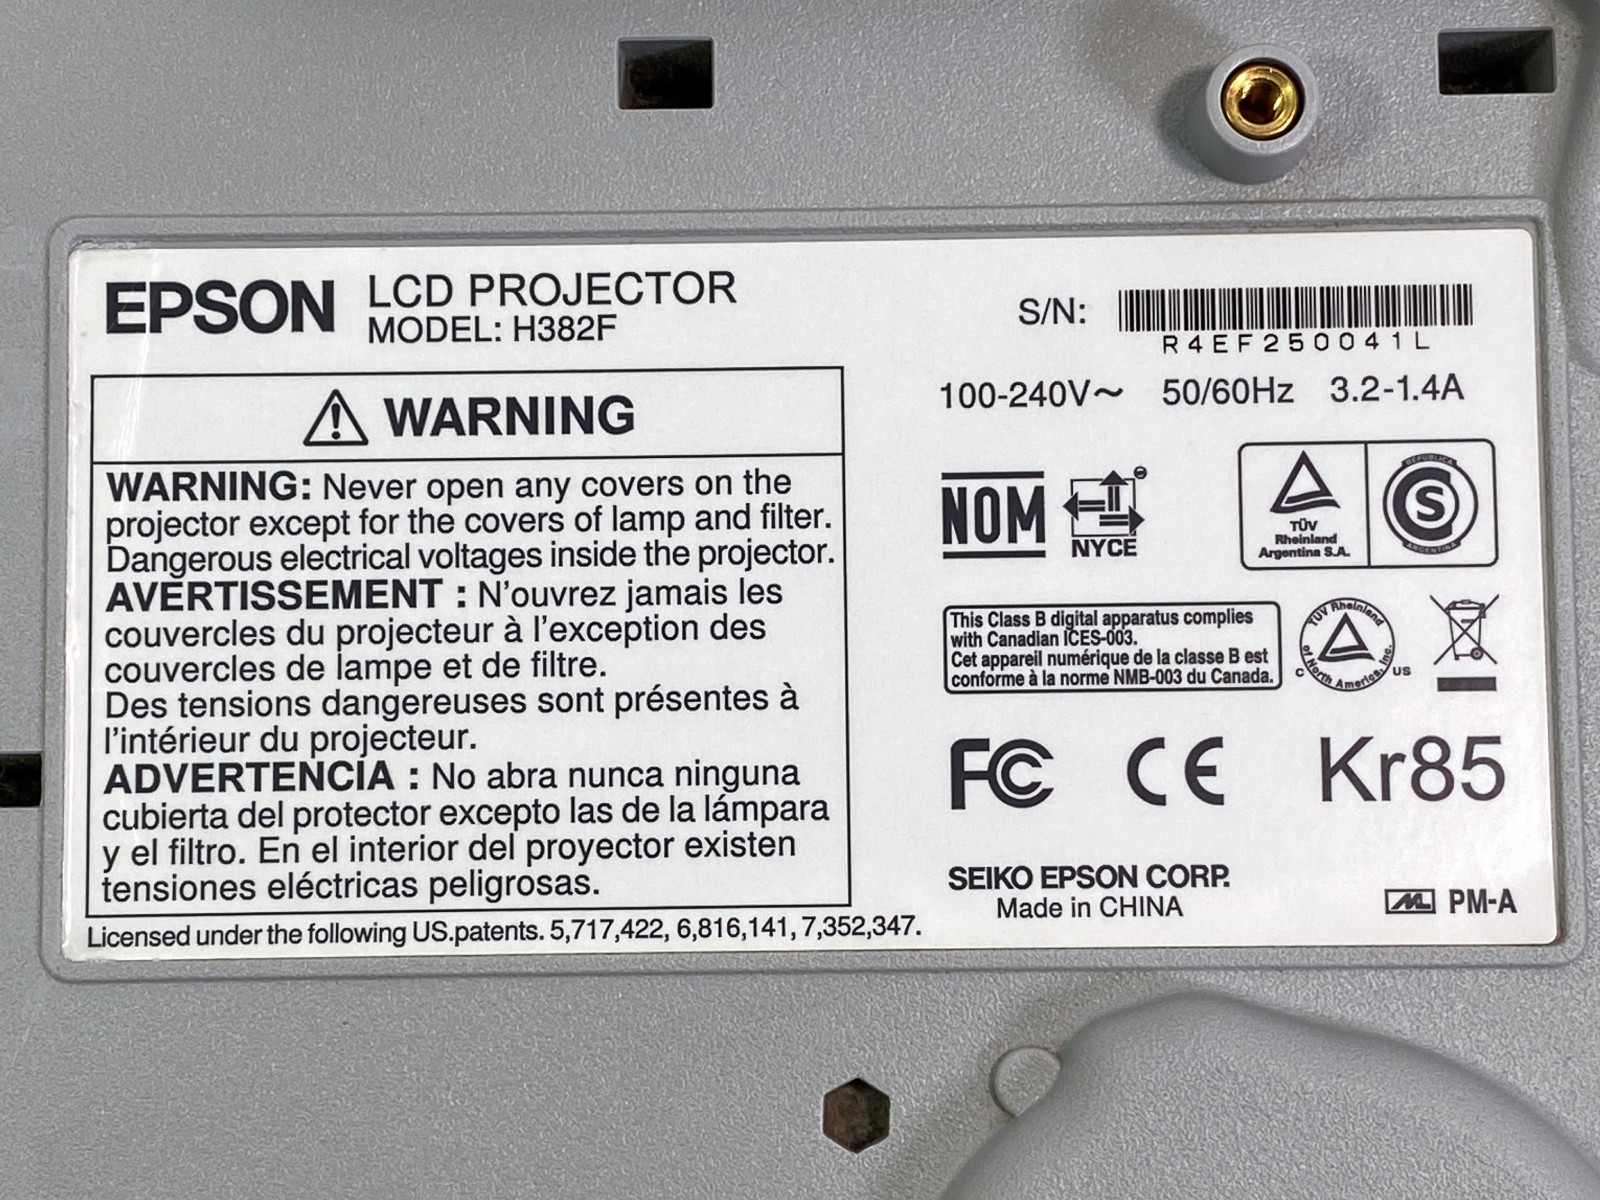 EPSON LCD PROJECTOR
MODEL: H382F
S/N:
R4EF250041L
100-240V~ 50/60Hz 3.2-1.4A
WARNING
WARNING: Never open any covers on the
projector except for the covers of lamp and filter.
Dangerous electrical voltages inside the projector.
AVERTISSEMENT : N'ouvrez jamais les
couvercles du projecteur à l'exception des
couvercles de lampe et de filtre.
Des tensions dangereuses sont présentes à
l'intérieur du projecteur.
ADVERTENCIA : No abra nunca ninguna
cubierta del protector excepto las de la lámpara
y el filtro. En el interior del proyector existen
tensiones eléctricas peligrosas.
Licensed under the following US.patents. 5,717,422, 6,816,141, 7,352,347.
NOM
NYCE
TÜV
Rheinland
Argentina S.A.
REPUBLICA
S
ARGENTINA
This Class B digital apparatus complies
with Canadian ICES-003.
Cet appareil numérique de la classe B est
conforme à la norme NMB-003 du Canada.
TÜV Rheinland
of North America, Inc.
C US
FC CE Kr85
SEIKO EPSON CORP.
Made in CHINA
ML PM-A